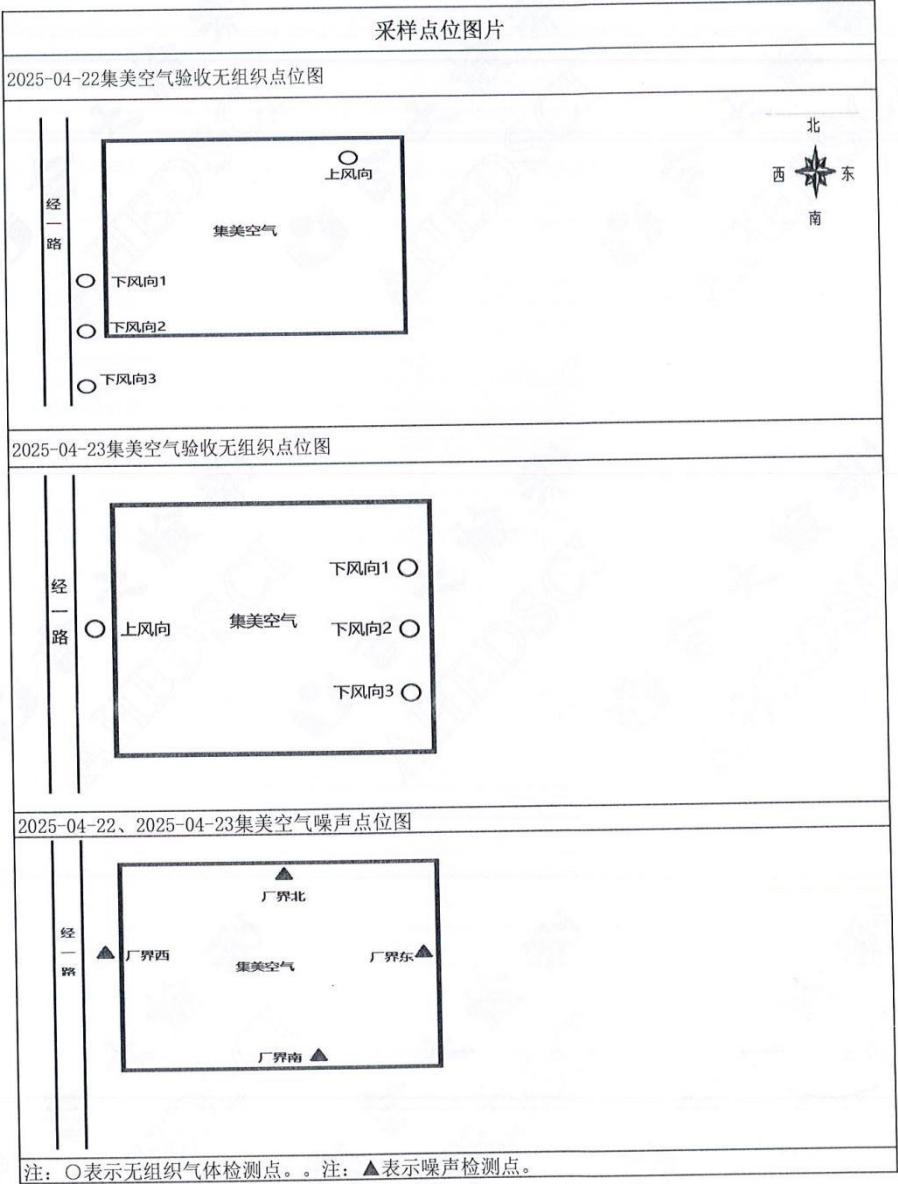 采样点位图片
2025-04-22集美空气验收无组织点位图
北
上风向
西 东
经一路
南
集美空气
下风向1
下风向2
下风向3
2025-04-23集美空气验收无组织点位图
下风向1
经一路
上风向 集美空气 下风向2
下风向3
2025-04-22、2025-04-23集美空气噪声点位图
厂界北
经一路
厂界西 集美空气 厂界东
厂界南
注：○表示无组织气体检测点。。注：▲表示噪声检测点。